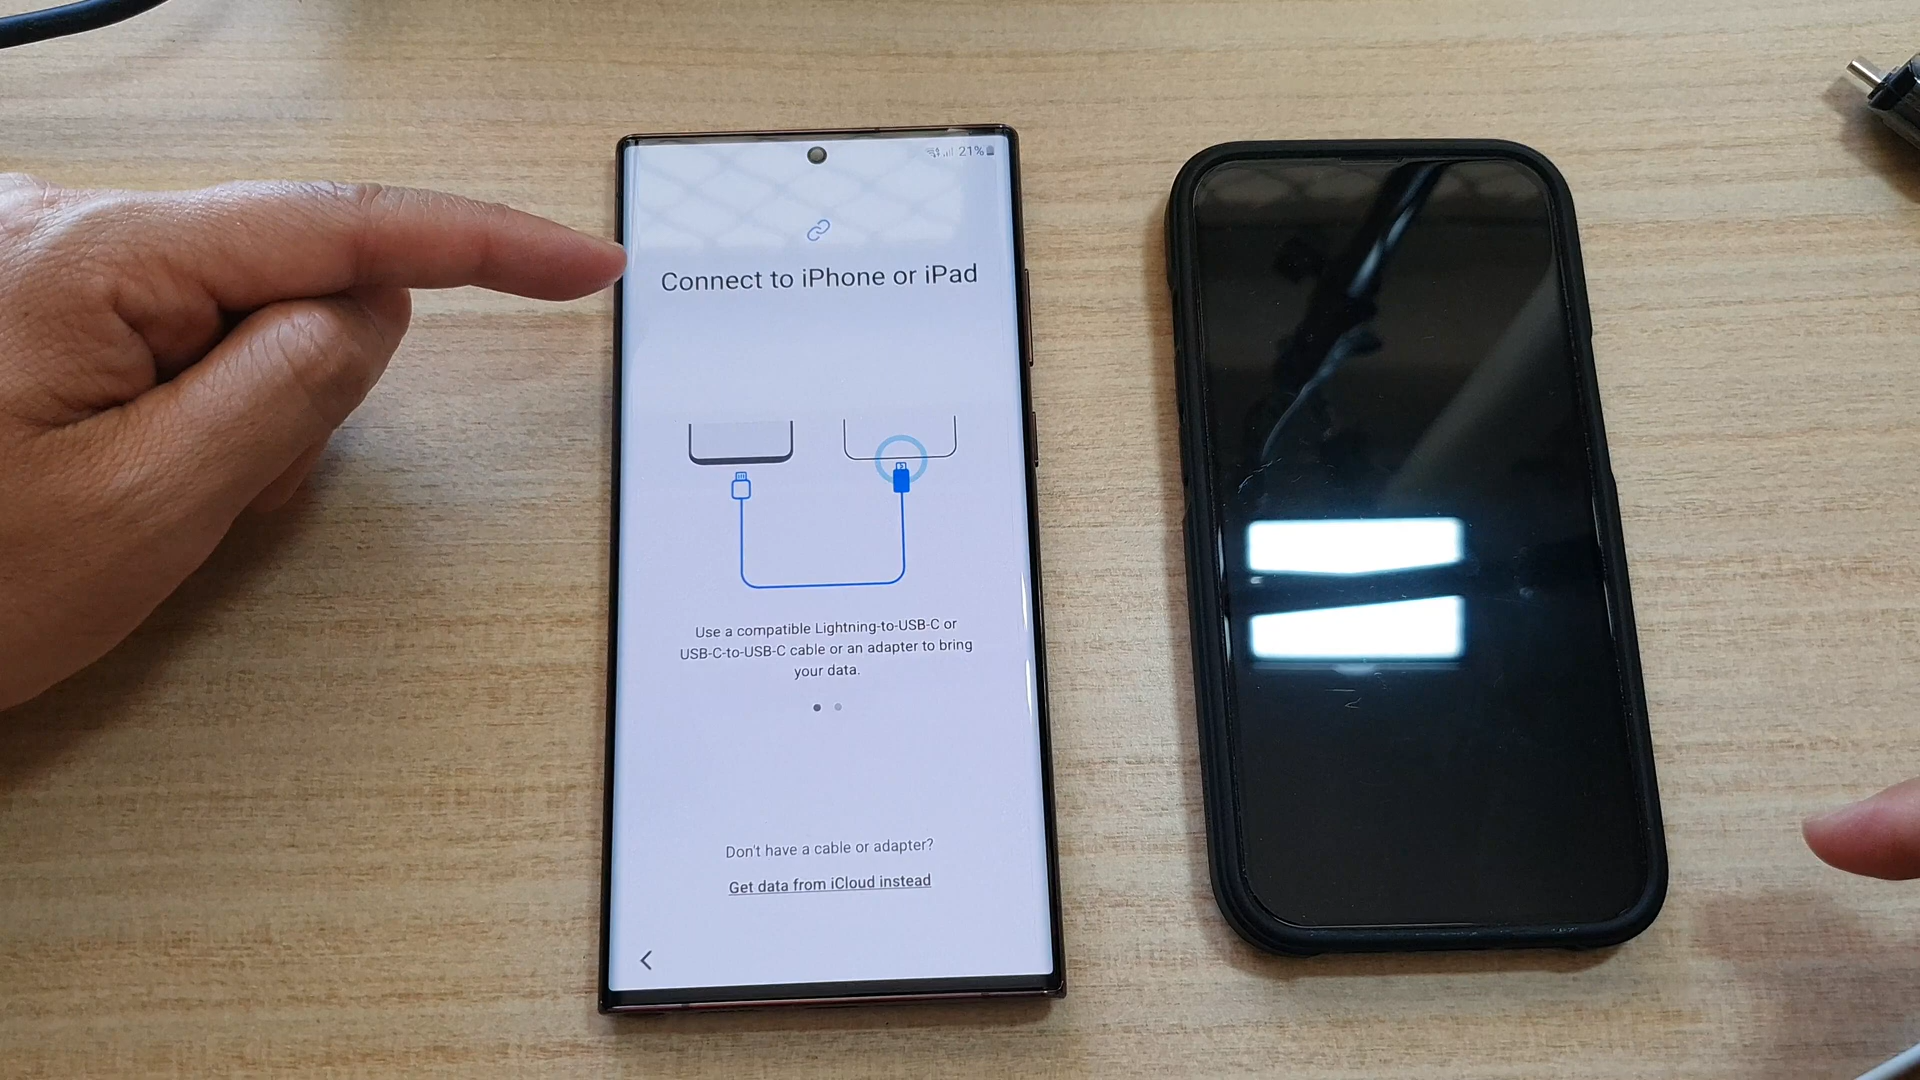 21%
Connect to iPhone or iPad
Use a compatible Lightning-to-USB-C or
USB-C-to-USB-C cable or an adapter to bring
your data.
Don't have a cable or adapter?
Get data from iCloud instead